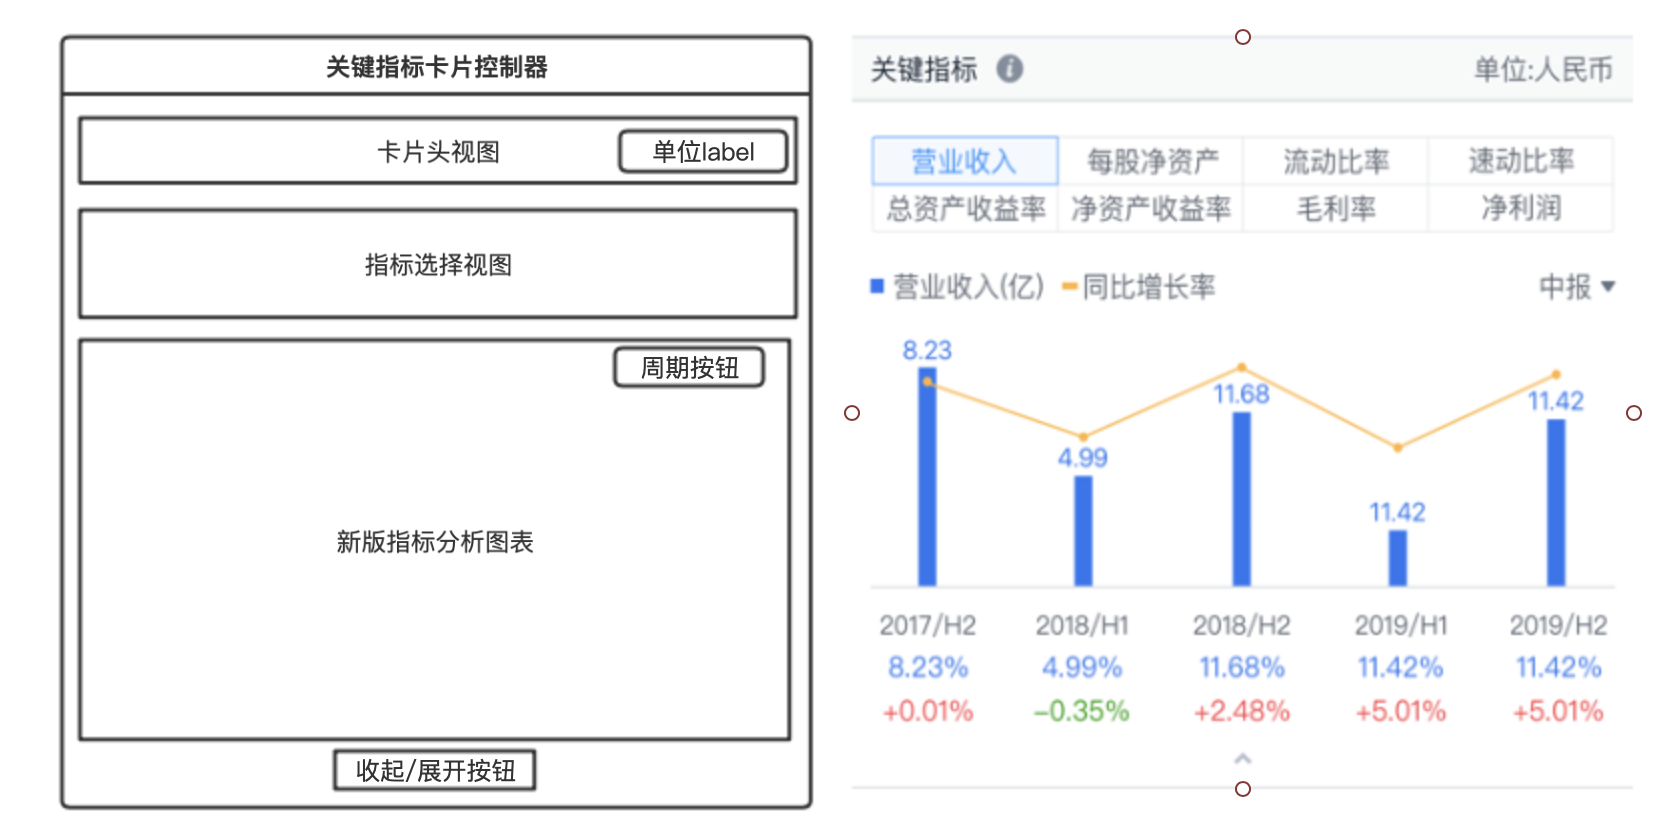 关键指标卡片控制器
卡片头视图
单位label
指标选择视图
周期按钮
新版指标分析图表
收起/展开按钮
关键指标 i
单位:人民币
营业收入 每股净资产 流动比率 速动比率
总资产收益率 净资产收益率 毛利率 净利润
营业收入(亿) 同比增长率
中报
8.23
4.99
11.68
11.42
11.42
2017/H2 2018/H1 2018/H2 2019/H1 2019/H2
8.23% 4.99% 11.68% 11.42% 11.42%
+0.01% -0.35% +2.48% +5.01% +5.01%